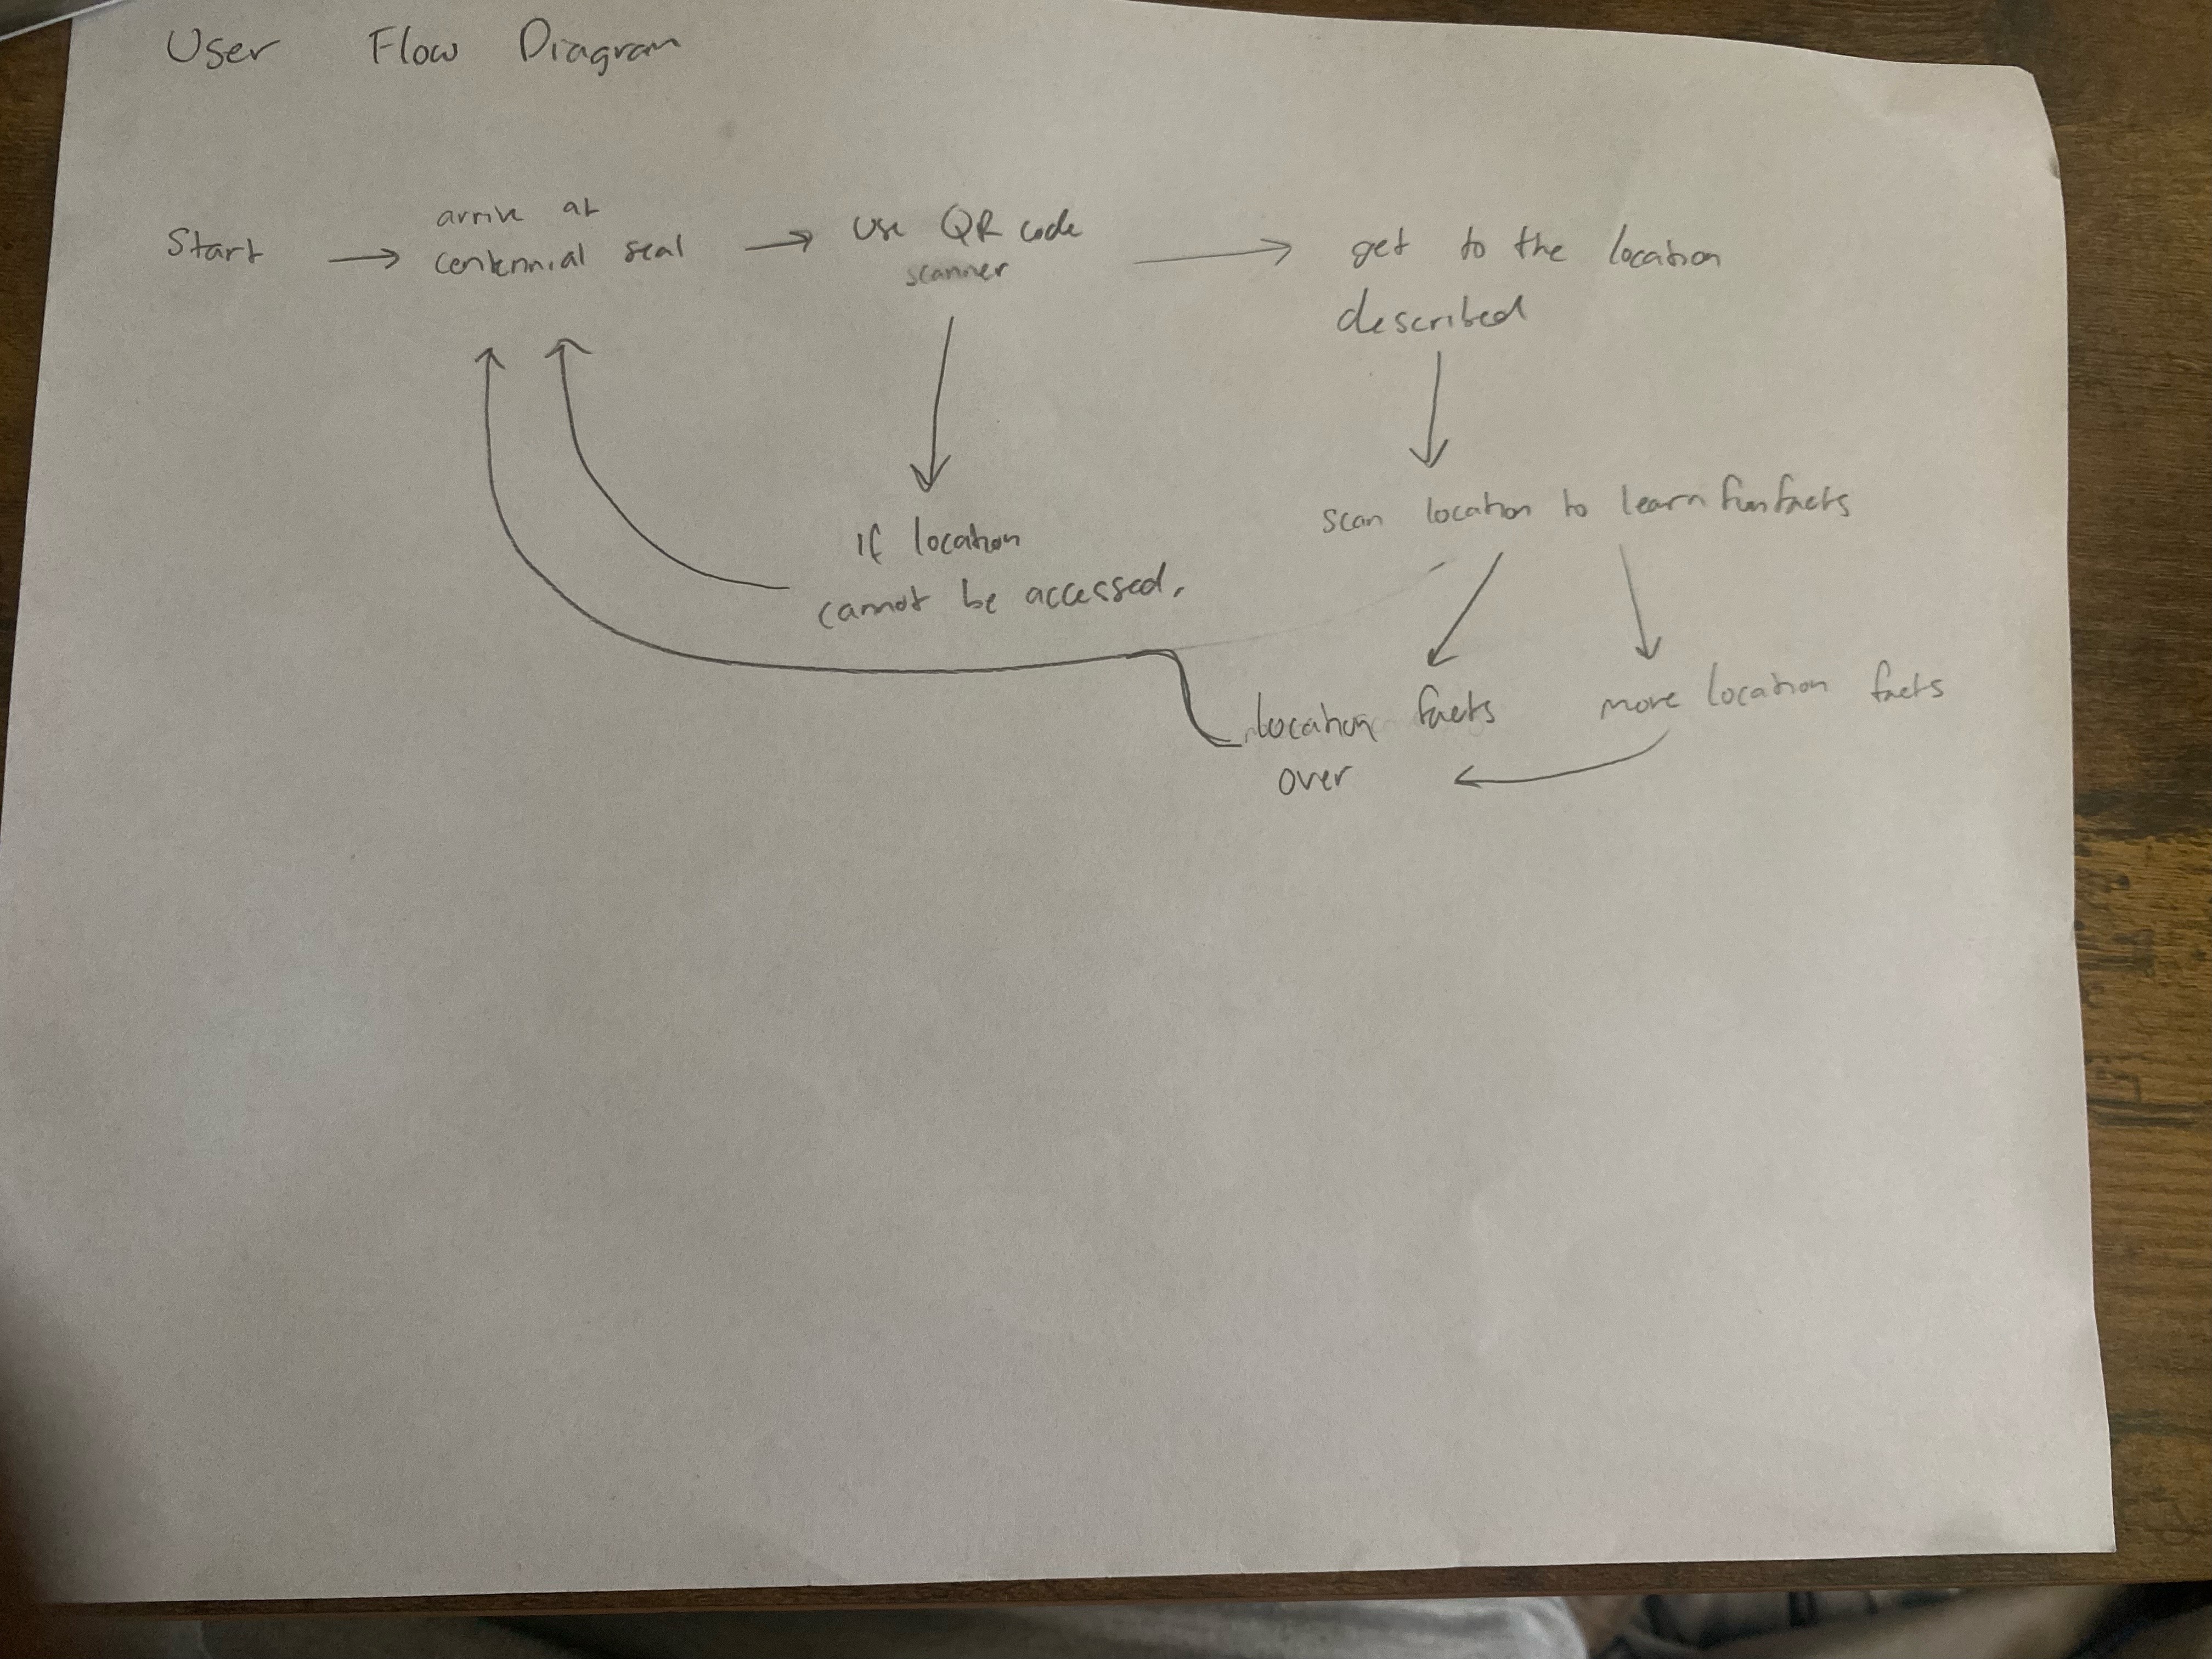 User Flow Diagram
Start → arrive at
centennial seal → use QR code
scanner → get to the location
described
if location
cannot be accessed,
scan location to learn fun facts
location facts
over
more location facts